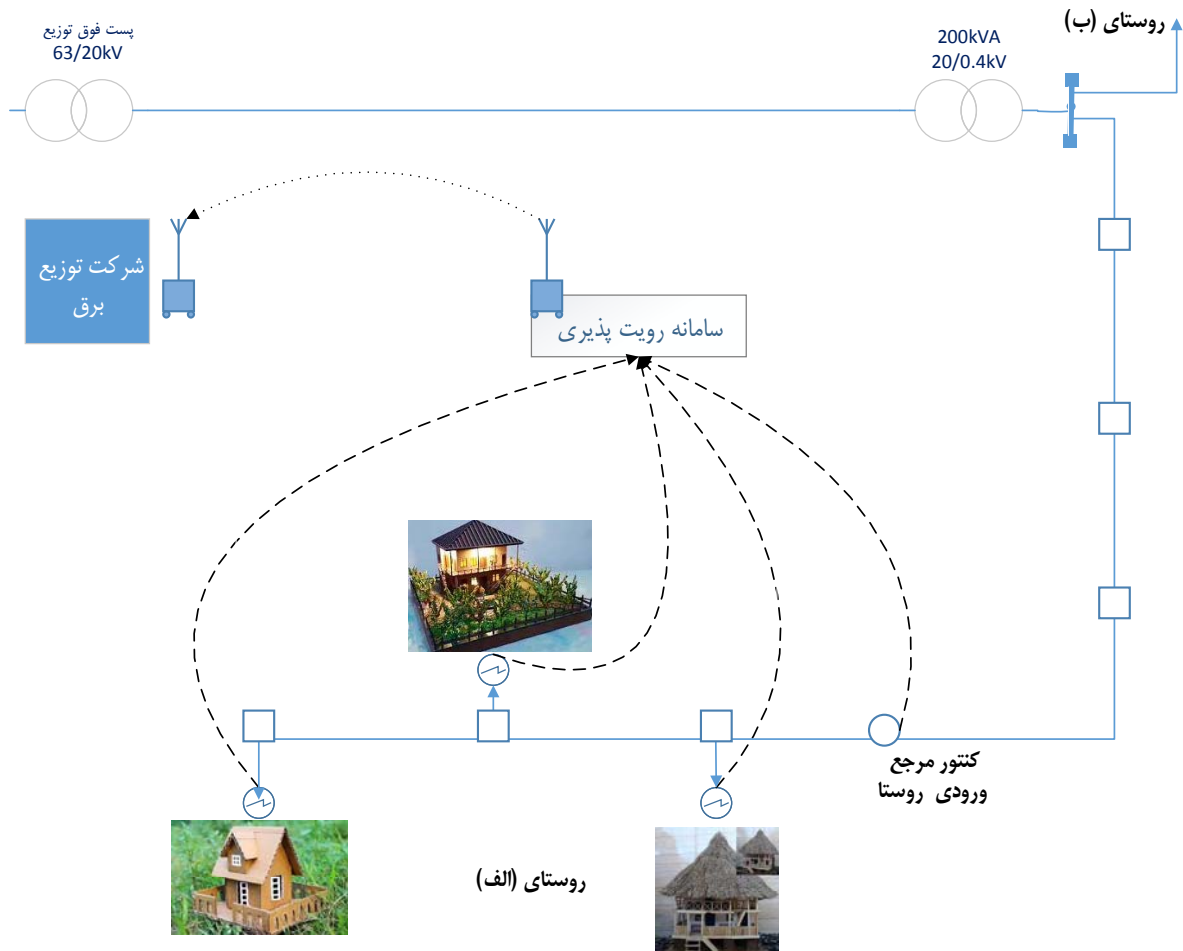 پست فوق توزیع
63/20kV
200kVA
20/0.4kV
روستای (ب)
شرکت توزیع
برق
سامانه رویت پذیری
کنتور مرجع
ورودی روستا
روستای (الف)